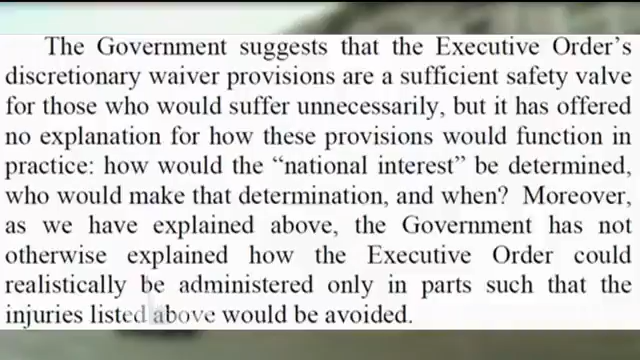 The Government suggests that the Executive Order’s
discretionary waiver provisions are a sufficient safety valve
for those who would suffer unnecessarily, but it has offered
no explanation for how these provisions would function in
practice: how would the “national interest” be determined,
who would make that determination, and when? Moreover,
as we have explained above, the Government has not
otherwise explained how the Executive Order could
realistically be administered only in parts such that the
injuries listed above would be avoided.